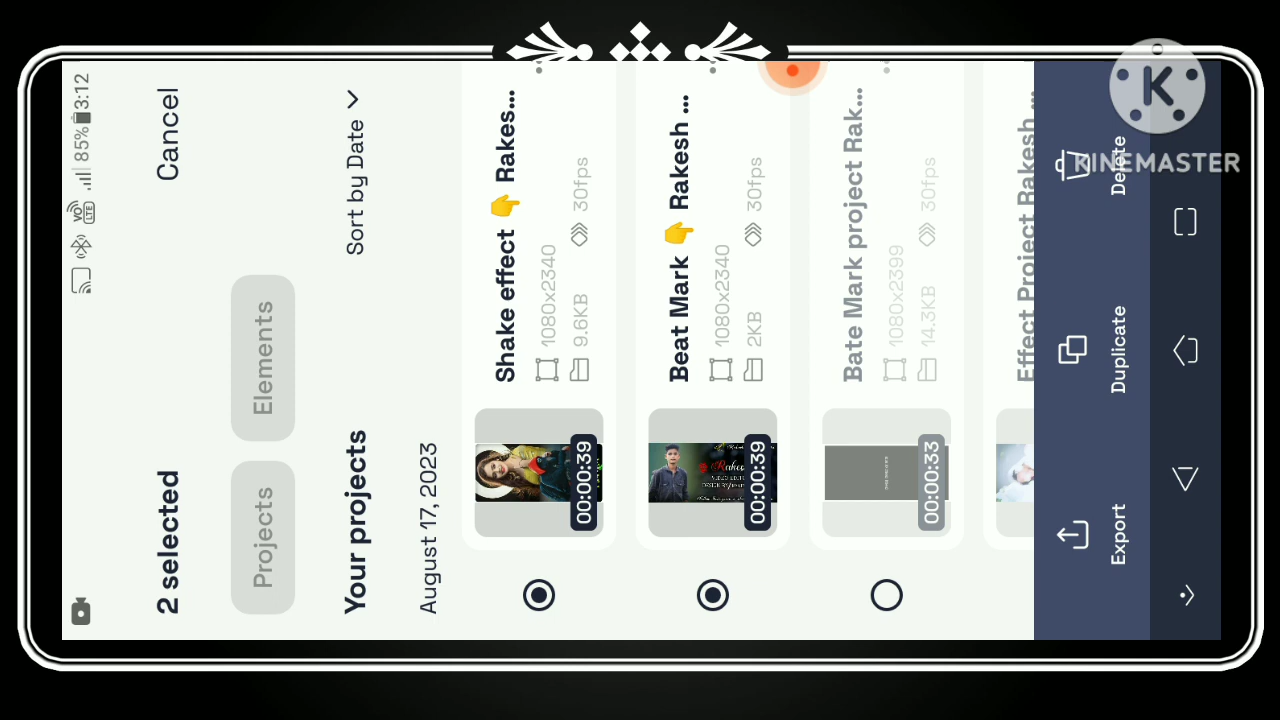 85% 3:12
2 selected
Cancel
Projects
Elements
Your projects
Sort by Date
August 17, 2023
Shake effect 👉 Rakes...
1080x2340
9.6KB 30fps
00:00:39
Beat Mark 👉 Rakesh ...
1080x2340
2KB 30fps
00:00:39
Bate Mark project Rak...
1080x2399
14.3KB 30fps
00:00:33
Effect Project Rakesh
Export
Duplicate
Delete
KINEMASTER